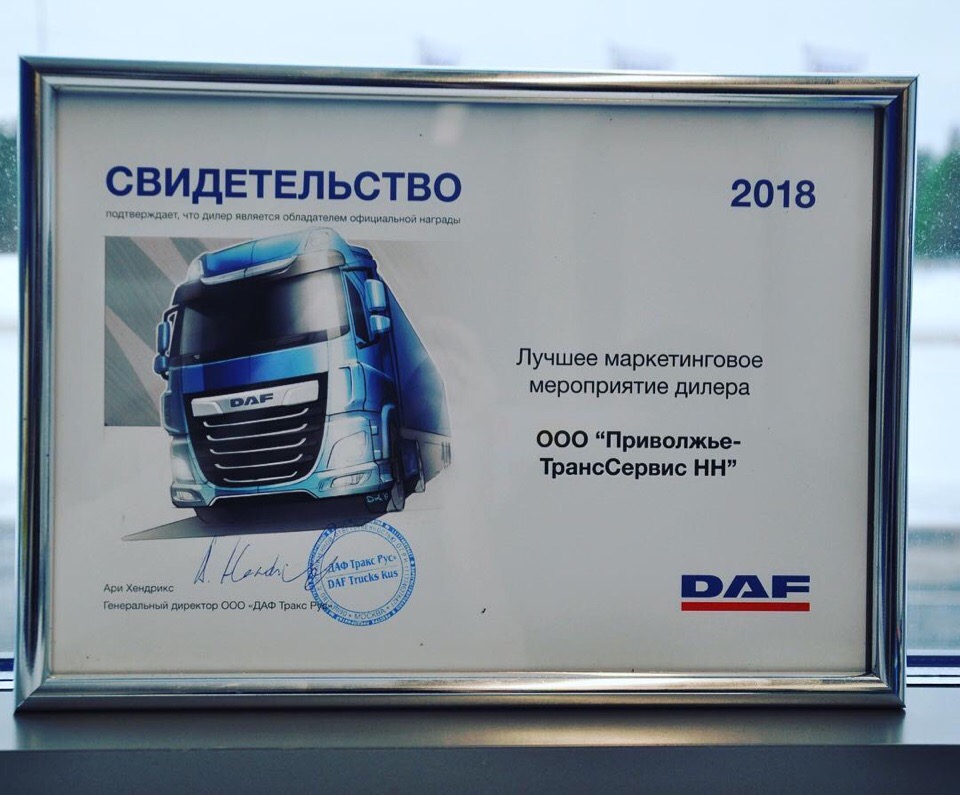 СВИДЕТЕЛЬСТВО
подтверждает, что дилер является обладателем официальной награды
2018
DAF
Лучшее маркетинговое
мероприятие дилера
ООО “Приволжье-
ТрансСервис НН”
Ари Хендрикс
Генеральный директор ООО «ДАФ Тракс Рус»
ДАФ Тракс Рус»
DAF Trucks Rus
МОСКВА
DAF